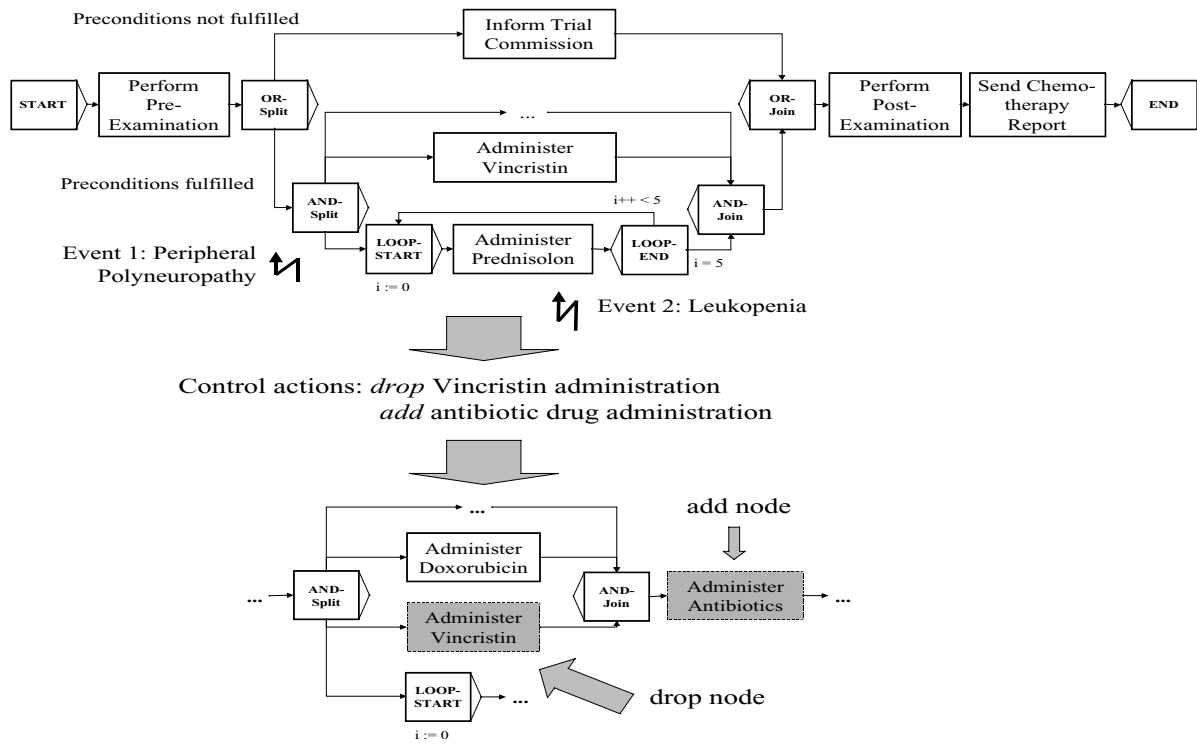 Preconditions not fulfilled
Inform Trial
Commission
START
Perform
Pre-
Examination
OR-
Split
OR-
Join
Perform
Post-
Examination
Send Chemo-
therapy
Report
END
...
Administer
Vincristin
Preconditions fulfilled
AND-
Split
AND-
Join
i++ < 5
LOOP-
START
Administer
Prednisolon
LOOP-
END
i = 5
i := 0
Event 1: Peripheral
Polyneuropathy
Event 2: Leukopenia
Control actions: drop Vincristin administration
add antibiotic drug administration
...
add node
Administer
Doxorubicin
...
AND-
Split
AND-
Join
Administer
Antibiotics
...
Administer
Vincristin
LOOP-
START
...
drop node
i := 0